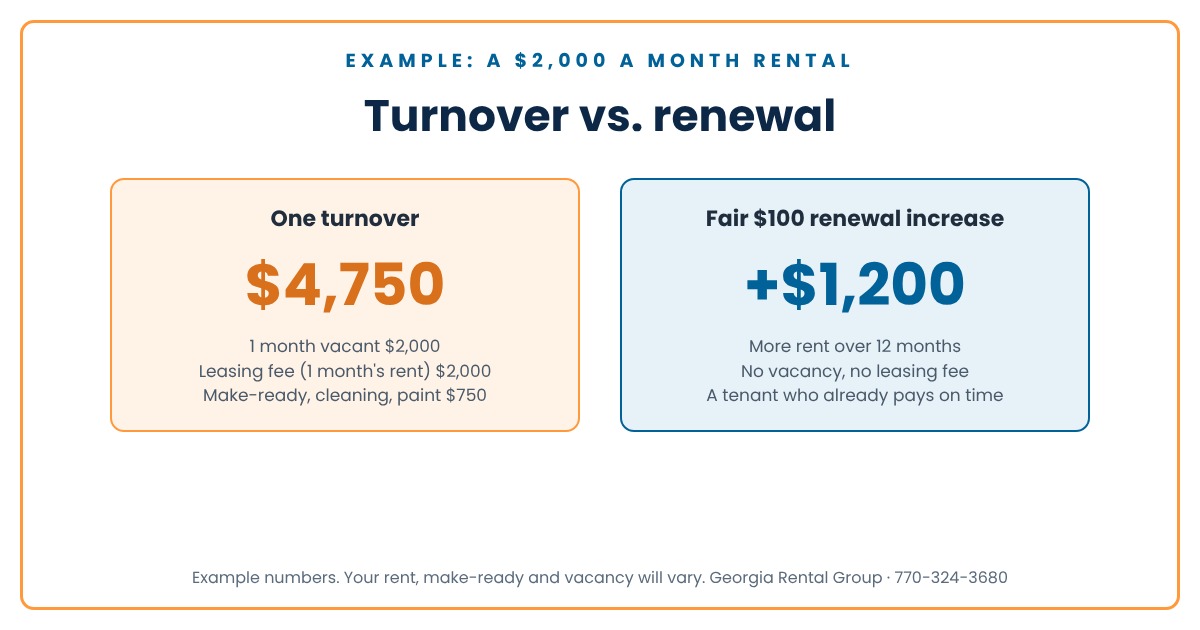 EXAMPLE: A $2,000 A MONTH RENTAL
Turnover vs. renewal
One turnover
$4,750
1 month vacant $2,000
Leasing fee (1 month's rent) $2,000
Make-ready, cleaning, paint $750
Fair $100 renewal increase
+$1,200
More rent over 12 months
No vacancy, no leasing fee
A tenant who already pays on time
Example numbers. Your rent, make-ready and vacancy will vary. Georgia Rental Group · 770-324-3680